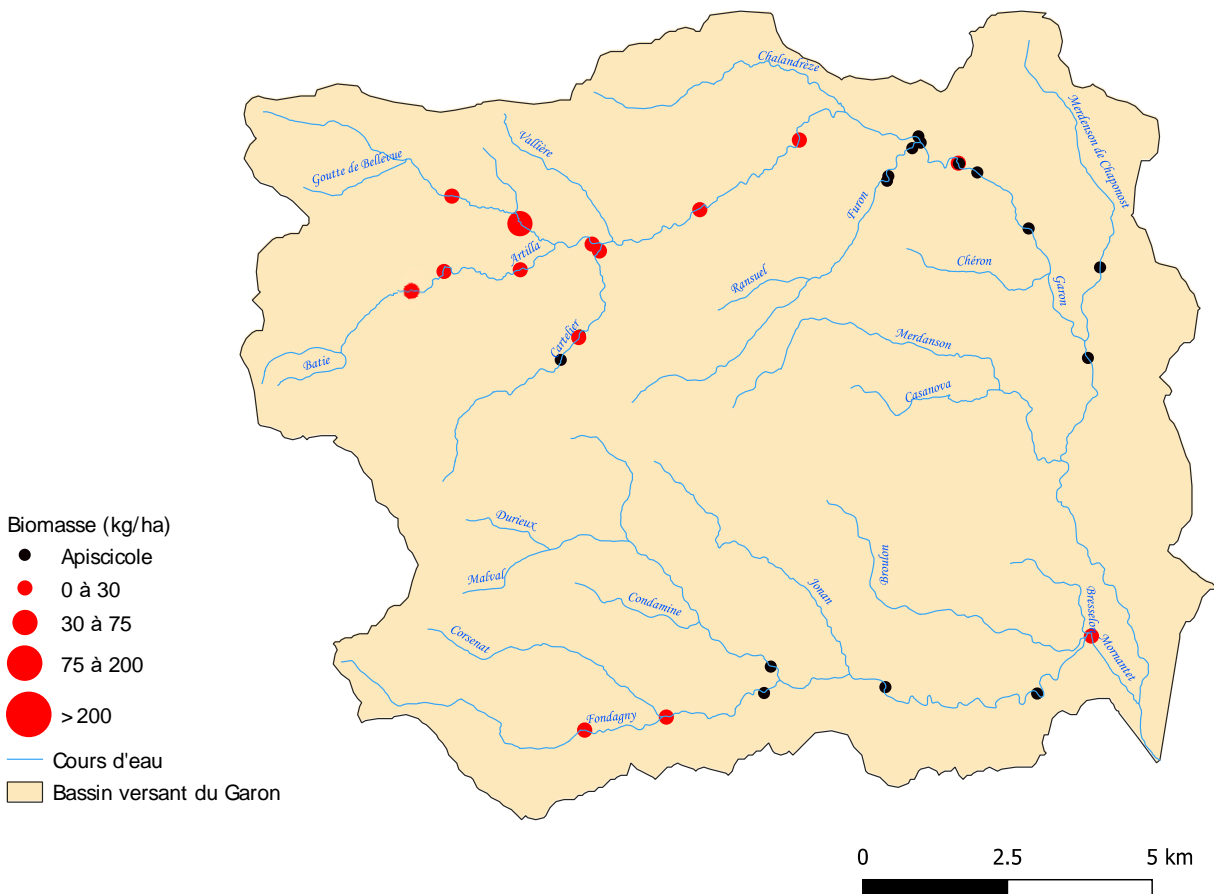 Chalandrèze
Merdenson de Chaponost
Vallière
Goutte de Bellevue
Furon
Artilla
Ransuel
Chéron
Garon
Cartelier
Merdanson
Batie
Casanova
Durieux
Broulon
Malval
Jonan
Condamine
Bresselon
Corsenat
Mornantet
Fondagny
Biomasse (kg/ha)
Apiscicole
0 à 30
30 à 75
75 à 200
>200
Cours d'eau
Bassin versant du Garon
0 2.5 5 km